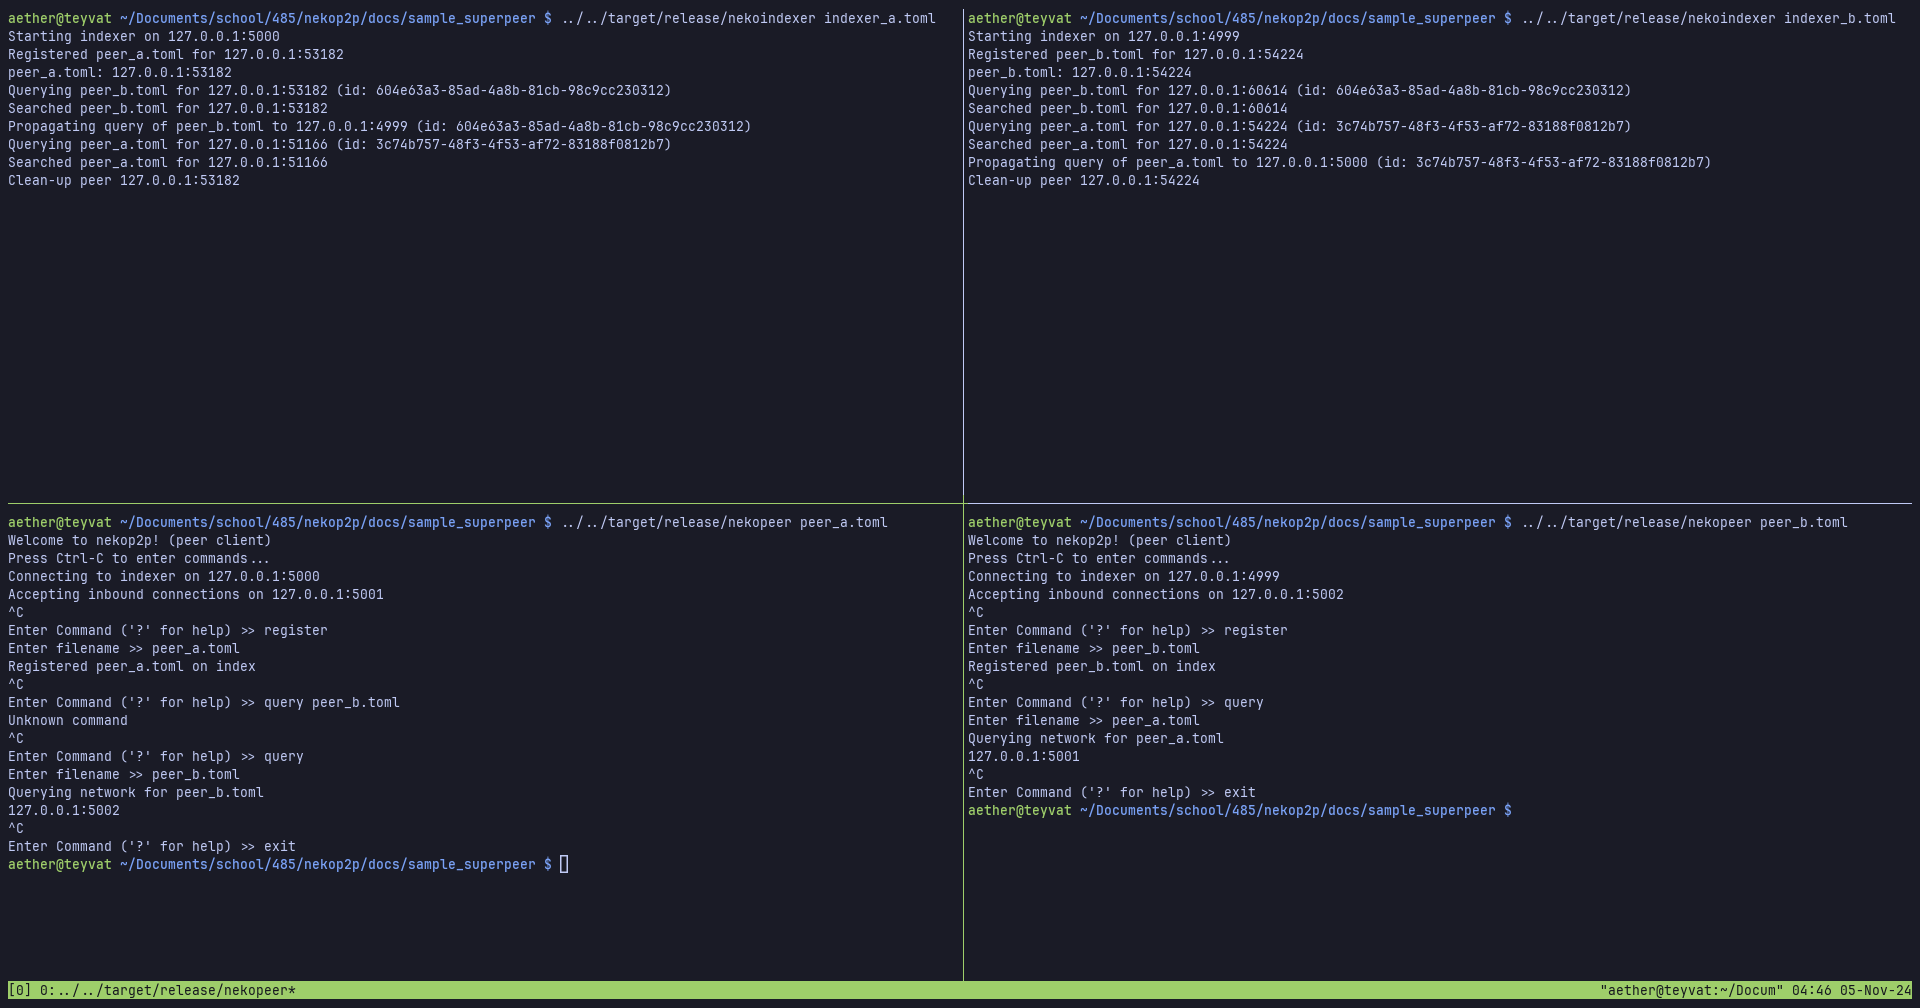 aether@teyvat ~/Documents/school/485/nekop2p/docs/sample_superpeer $ ../../target/release/nekoindexer indexer_a.toml
Starting indexer on 127.0.0.1:5000
Registered peer_a.toml for 127.0.0.1:53182
peer_a.toml: 127.0.0.1:53182
Querying peer_b.toml for 127.0.0.1:53182 (id: 604e63a3-85ad-4a8b-81cb-98c9cc230312)
Searched peer_b.toml for 127.0.0.1:53182
Propagating query of peer_b.toml to 127.0.0.1:4999 (id: 604e63a3-85ad-4a8b-81cb-98c9cc230312)
Querying peer_a.toml for 127.0.0.1:51166 (id: 3c74b757-48f3-4f53-af72-83188f0812b7)
Searched peer_a.toml for 127.0.0.1:51166
Clean-up peer 127.0.0.1:53182
aether@teyvat ~/Documents/school/485/nekop2p/docs/sample_superpeer $ ../../target/release/nekoindexer indexer_b.toml
Starting indexer on 127.0.0.1:4999
Registered peer_b.toml for 127.0.0.1:54224
peer_b.toml: 127.0.0.1:54224
Querying peer_b.toml for 127.0.0.1:60614 (id: 604e63a3-85ad-4a8b-81cb-98c9cc230312)
Searched peer_b.toml for 127.0.0.1:60614
Querying peer_a.toml for 127.0.0.1:54224 (id: 3c74b757-48f3-4f53-af72-83188f0812b7)
Searched peer_a.toml for 127.0.0.1:54224
Propagating query of peer_a.toml to 127.0.0.1:5000 (id: 3c74b757-48f3-4f53-af72-83188f0812b7)
Clean-up peer 127.0.0.1:54224
aether@teyvat ~/Documents/school/485/nekop2p/docs/sample_superpeer $ ../../target/release/nekopeer peer_a.toml
Welcome to nekop2p! (peer client)
Press Ctrl-C to enter commands...
Connecting to indexer on 127.0.0.1:5000
Accepting inbound connections on 127.0.0.1:5001
^C
Enter Command ('?' for help) >> register
Enter filename >> peer_a.toml
Registered peer_a.toml on index
^C
Enter Command ('?' for help) >> query peer_b.toml
Unknown command
^C
Enter Command ('?' for help) >> query
Enter filename >> peer_b.toml
Querying network for peer_b.toml
127.0.0.1:5002
^C
Enter Command ('?' for help) >> exit
aether@teyvat ~/Documents/school/485/nekop2p/docs/sample_superpeer $
aether@teyvat ~/Documents/school/485/nekop2p/docs/sample_superpeer $ ../../target/release/nekopeer peer_b.toml
Welcome to nekop2p! (peer client)
Press Ctrl-C to enter commands...
Connecting to indexer on 127.0.0.1:4999
Accepting inbound connections on 127.0.0.1:5002
^C
Enter Command ('?' for help) >> register
Enter filename >> peer_b.toml
Registered peer_b.toml on index
^C
Enter Command ('?' for help) >> query
Enter filename >> peer_a.toml
Querying network for peer_a.toml
127.0.0.1:5001
^C
Enter Command ('?' for help) >> exit
aether@teyvat ~/Documents/school/485/nekop2p/docs/sample_superpeer $
[0] 0:../../target/release/nekopeer* "aether@teyvat:~/Docum" 04:46 05-Nov-24